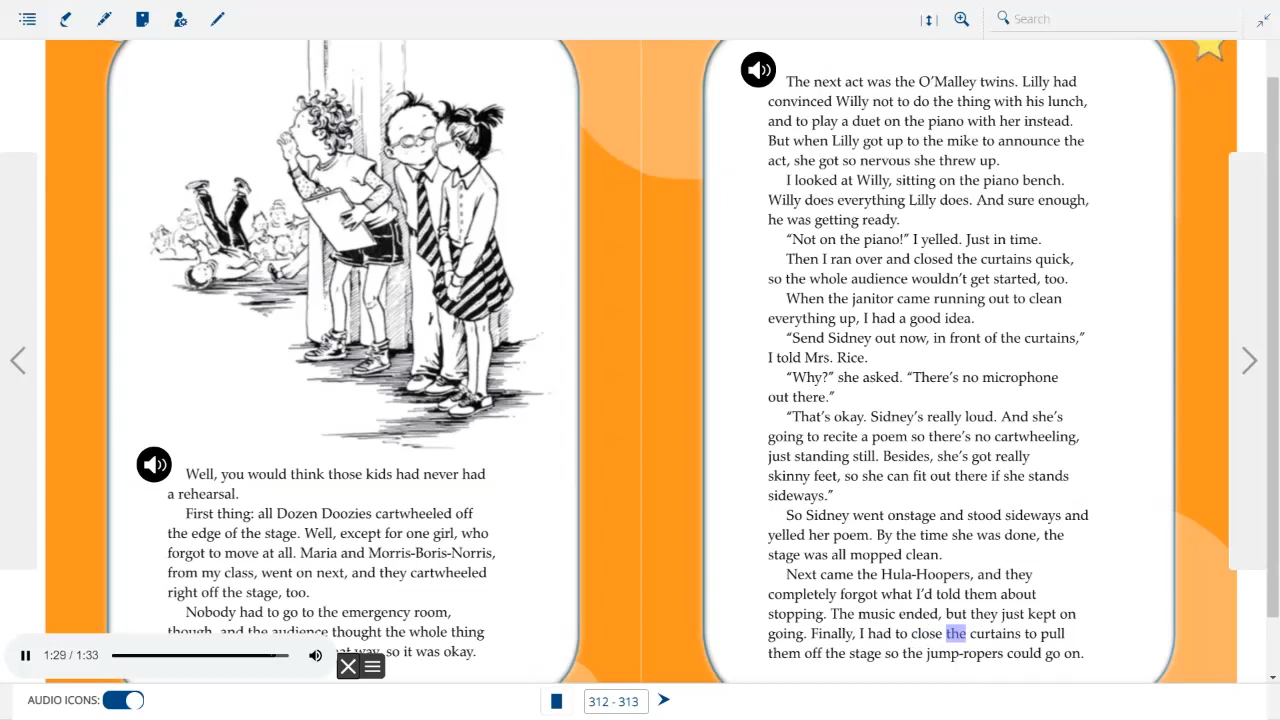 Search
Well, you would think those kids had never had
a rehearsal.
First thing: all Dozen Doozies cartwheeled off
the edge of the stage. Well, except for one girl, who
forgot to move at all. Maria and Morris-Boris-Norris,
from my class, went on next, and they cartwheeled
right off the stage, too.
Nobody had to go to the emergency room,
though, and the audience thought the whole thing
way, so it was okay.
The next act was the O’Malley twins. Lilly had
convinced Willy not to do the thing with his lunch,
and to play a duet on the piano with her instead.
But when Lilly got up to the mike to announce the
act, she got so nervous she threw up.
I looked at Willy, sitting on the piano bench.
Willy does everything Lilly does. And sure enough,
he was getting ready.
“Not on the piano!” I yelled. Just in time.
Then I ran over and closed the curtains quick,
so the whole audience wouldn’t get started, too.
When the janitor came running out to clean
everything up, I had a good idea.
“Send Sidney out now, in front of the curtains,”
I told Mrs. Rice.
“Why?” she asked. “There’s no microphone
out there.”
“That’s okay. Sidney’s really loud. And she’s
going to recite a poem so there’s no cartwheeling,
just standing still. Besides, she’s got really
skinny feet, so she can fit out there if she stands
sideways.”
So Sidney went onstage and stood sideways and
yelled her poem. By the time she was done, the
stage was all mopped clean.
Next came the Hula-Hoopers, and they
completely forgot what I’d told them about
stopping. The music ended, but they just kept on
going. Finally, I had to close the curtains to pull
them off the stage so the jump-ropers could go on.
1:29 / 1:33
AUDIO ICONS:
312 - 313